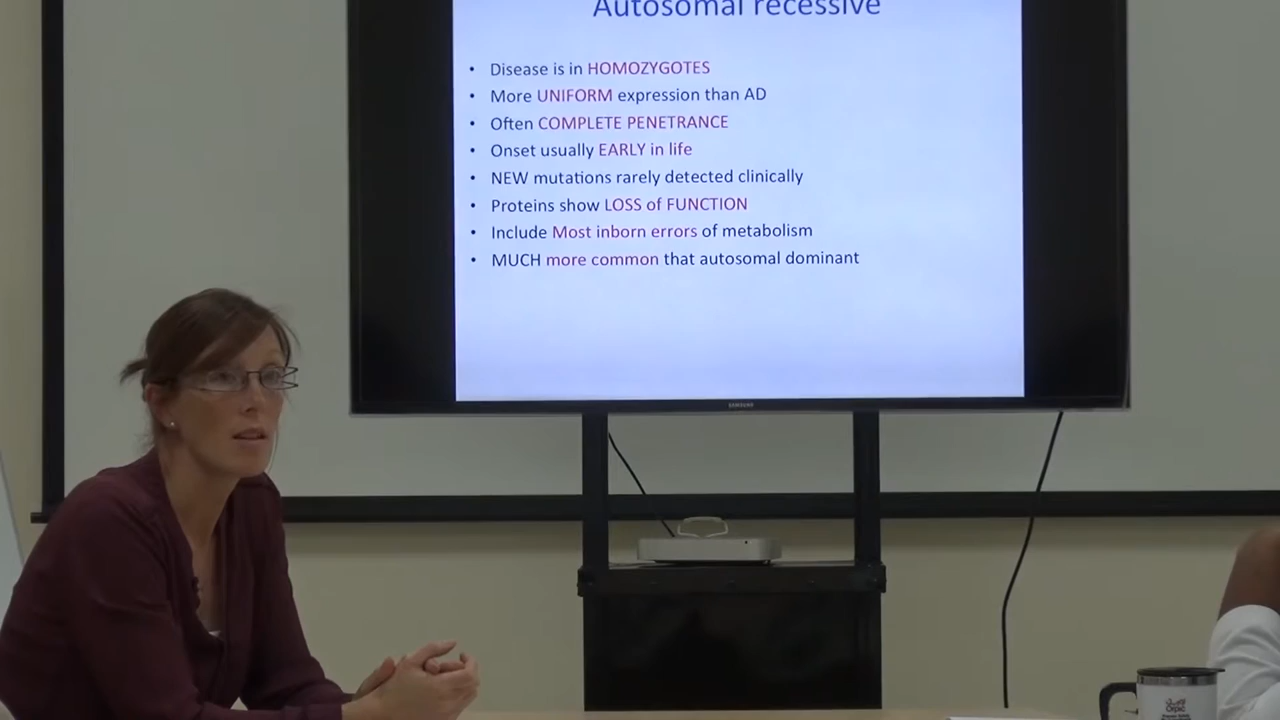 Autosomal recessive
• Disease is in HOMOZYGOTES
• More UNIFORM expression than AD
• Often COMPLETE PENETRANCE
• Onset usually EARLY in life
• NEW mutations rarely detected clinically
• Proteins show LOSS of FUNCTION
• Include Most inborn errors of metabolism
• MUCH more common that autosomal dominant
SAMSUNG